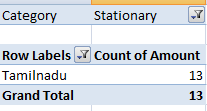 Category Stationary
Row Labels Count of Amount
Tamilnadu 13
Grand Total 13